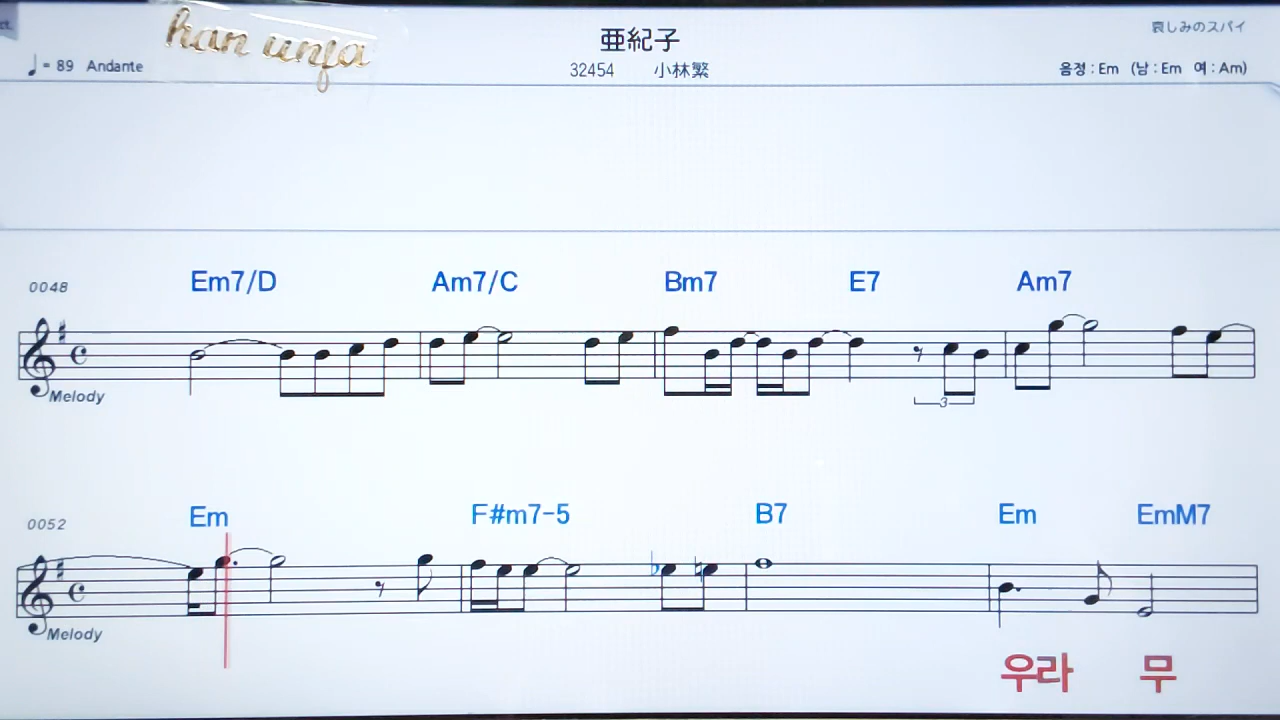 ct.
han unja
亜紀子
哀しみのスパイ
♩= 89 Andante
32454 小林繁
음정 : Em (남 : Em 여 : Am)
0048 Em7/D Am7/C Bm7 E7 Am7
3
Melody
0052 Em F#m7-5 B7 Em EmM7
Melody
우라 무